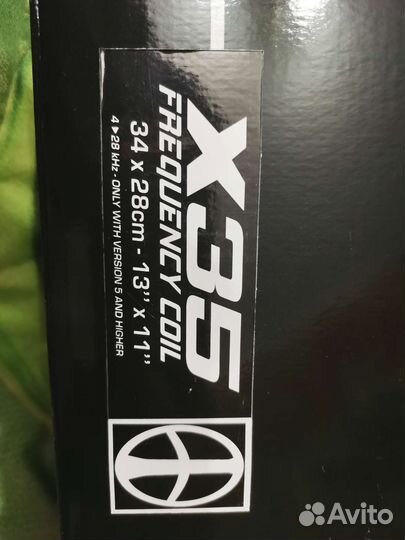 X35
FREQUENCY COIL
34 x 28cm - 13" x 11"
4▸28 kHz - ONLY WITH VERSION 5 AND HIGHER
Avito